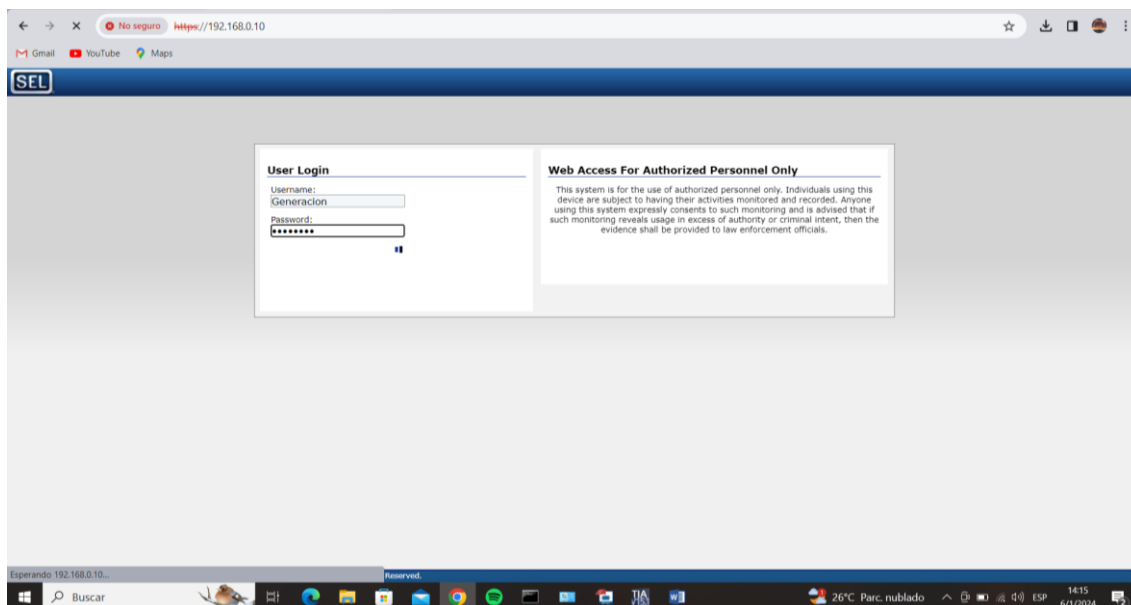 No seguro https://192.168.0.10
Gmail YouTube Maps
SEL
User Login
Username:
Generacion
Password:
••••••••
Web Access For Authorized Personnel Only
This system is for the use of authorized personnel only. Individuals using this
device are subject to having their activities monitored and recorded. Anyone
using this system expressly consents to such monitoring and is advised that if
such monitoring reveals usage in excess of authority or criminal intent, then the
evidence shall be provided to law enforcement officials.
Esperando 192.168.0.10... Reserved.
Buscar
TIA
26°C Parc. nublado
ESP
14:15
6/1/2024